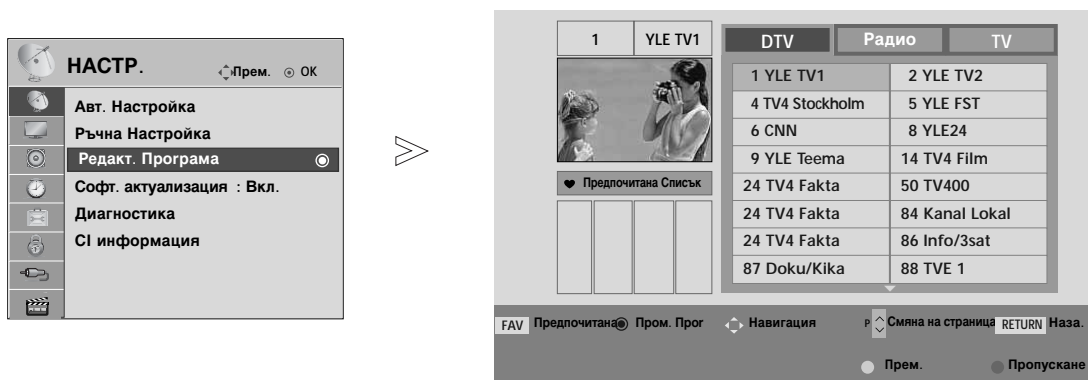 НАСТР.
Прем. OK
Авт. Настройка
Ръчна Настройка
Редакт. Програма
Софт. актуализация : Вкл.
Диагностика
CI информация
1 YLE TV1
DTV Радио TV
1 YLE TV1 2 YLE TV2
4 TV4 Stockholm 5 YLE FST
6 CNN 8 YLE24
9 YLE Teema 14 TV4 Film
24 TV4 Fakta 50 TV400
24 TV4 Fakta 84 Kanal Lokal
24 TV4 Fakta 86 Info/3sat
87 Doku/Kika 88 TVE 1
Предпочитана Списък
FAV Предпочитана Пром. Прог Навигация P Смяна на страница RETURN Наза.
Прем. Пропускане